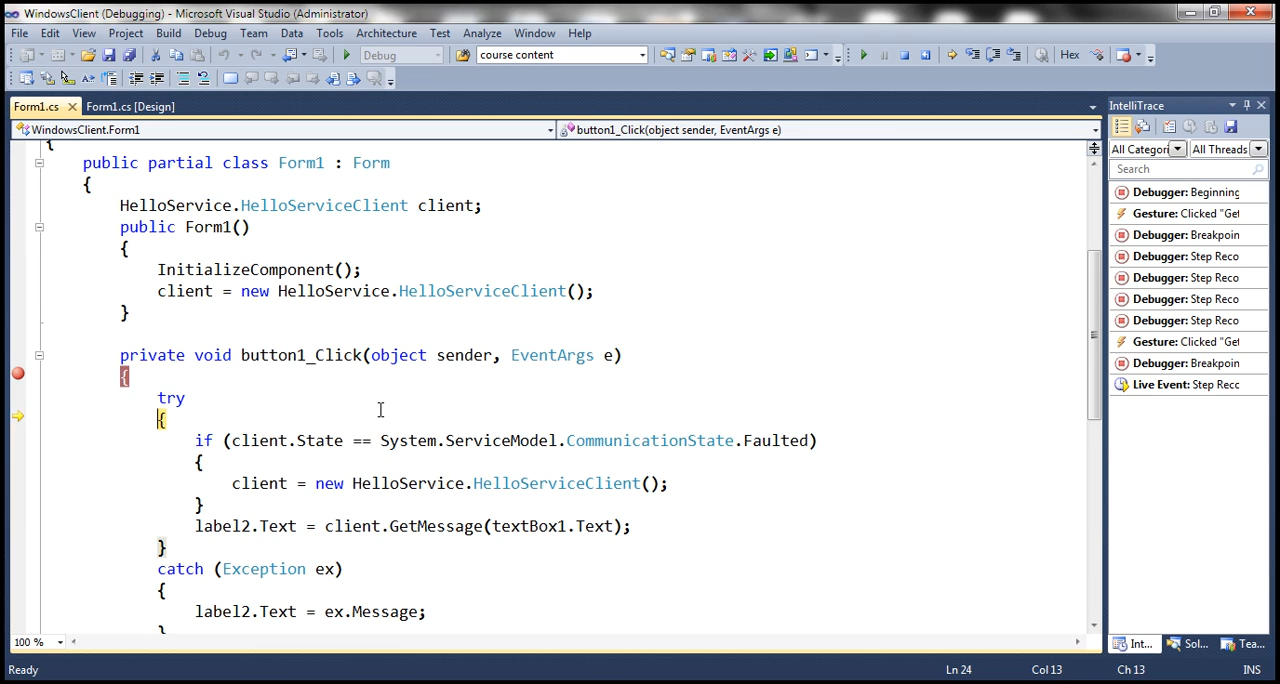 WindowsClient (Debugging) - Microsoft Visual Studio (Administrator)
File Edit View Project Build Debug Team Data Tools Architecture Test Analyze Window Help
Debug course content Hex
Form1.cs Form1.cs [Design]
WindowsClient.Form1 button1_Click(object sender, EventArgs e)
{
public partial class Form1 : Form
{
HelloService.HelloServiceClient client;
public Form1()
{
InitializeComponent();
client = new HelloService.HelloServiceClient();
}
private void button1_Click(object sender, EventArgs e)
{
try
{
if (client.State == System.ServiceModel.CommunicationState.Faulted)
{
client = new HelloService.HelloServiceClient();
}
label2.Text = client.GetMessage(textBox1.Text);
}
catch (Exception ex)
{
label2.Text = ex.Message;
}
100 %
IntelliTrace
All Categori All Threads
Search
Debugger: Beginning
Gesture: Clicked "Get
Debugger: Breakpoin
Debugger: Step Reco
Debugger: Step Reco
Debugger: Step Reco
Debugger: Step Reco
Gesture: Clicked "Get
Debugger: Breakpoin
Live Event: Step Recc
Int... Sol... Tea...
Ready Ln 24 Col 13 Ch 13 INS